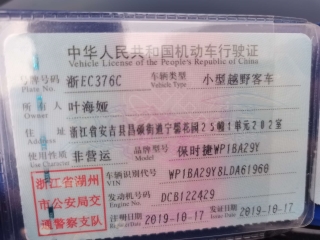 中华人民共和国机动车行驶证
Vehicle License of the People's Republic of China
号牌号码 浙EC376C 车辆类型 小型越野客车
Plate No. Vehicle Type
所有人 叶海娅
Owner
住址 浙江省安吉县昌硕街道宁馨花园25幢1单元202室
Address
使用性质 非营运 品牌型号 保时捷WP1BA29Y
Use Character Model
浙江省湖州
市公安局交
通警察支队
车辆识别代号 WP1BA29Y8LDA61960
VIN
发动机号码 DCB122429
Engine No.
注册日期 2019-10-17 发证日期 2019-10-17
Register Date Issue Date